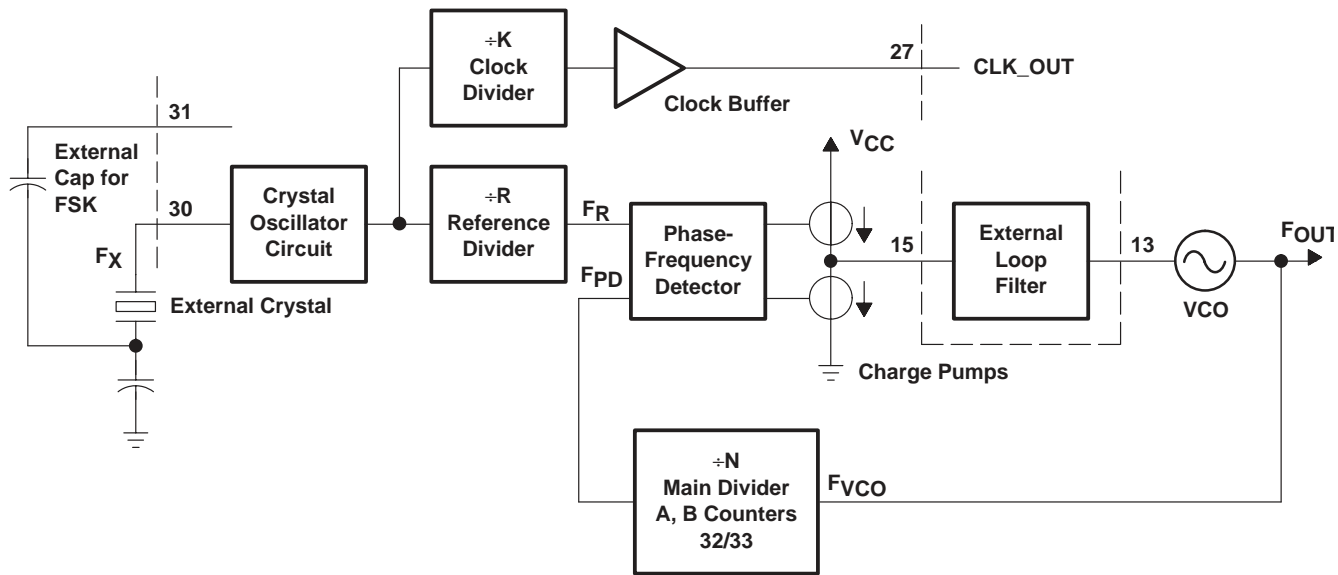 ÷K
Clock
Divider
27
CLK_OUT
Clock Buffer
31
External
Cap for
FSK
30
FX
External Crystal
Crystal
Oscillator
Circuit
÷R
Reference
Divider
FR
FPD
Phase-
Frequency
Detector
VCC
Charge Pumps
15
External
Loop
Filter
13
VCO
FOUT
÷N
Main Divider
A, B Counters
32/33
FVCO